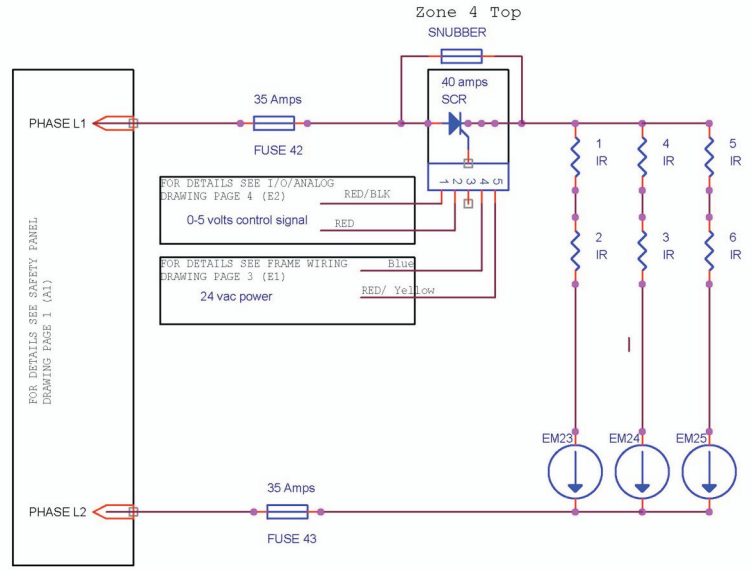 Zone 4 Top
SNUBBER
40 amps
SCR
35 Amps
PHASE L1
FUSE 42
1
IR
4
IR
5
IR
1 2 3 4 5
FOR DETAILS SEE I/O/ANALOG
DRAWING PAGE 4 (E2)
RED/BLK
0-5 volts control signal
RED
2
IR
3
IR
6
IR
FOR DETAILS SEE FRAME WIRING
DRAWING PAGE 3 (E1)
Blue
24 vac power
RED/ Yellow
FOR DETAILS SEE SAFETY PANEL
DRAWING PAGE 1 (A1)
EM23
EM24
EM25
35 Amps
PHASE L2
FUSE 43